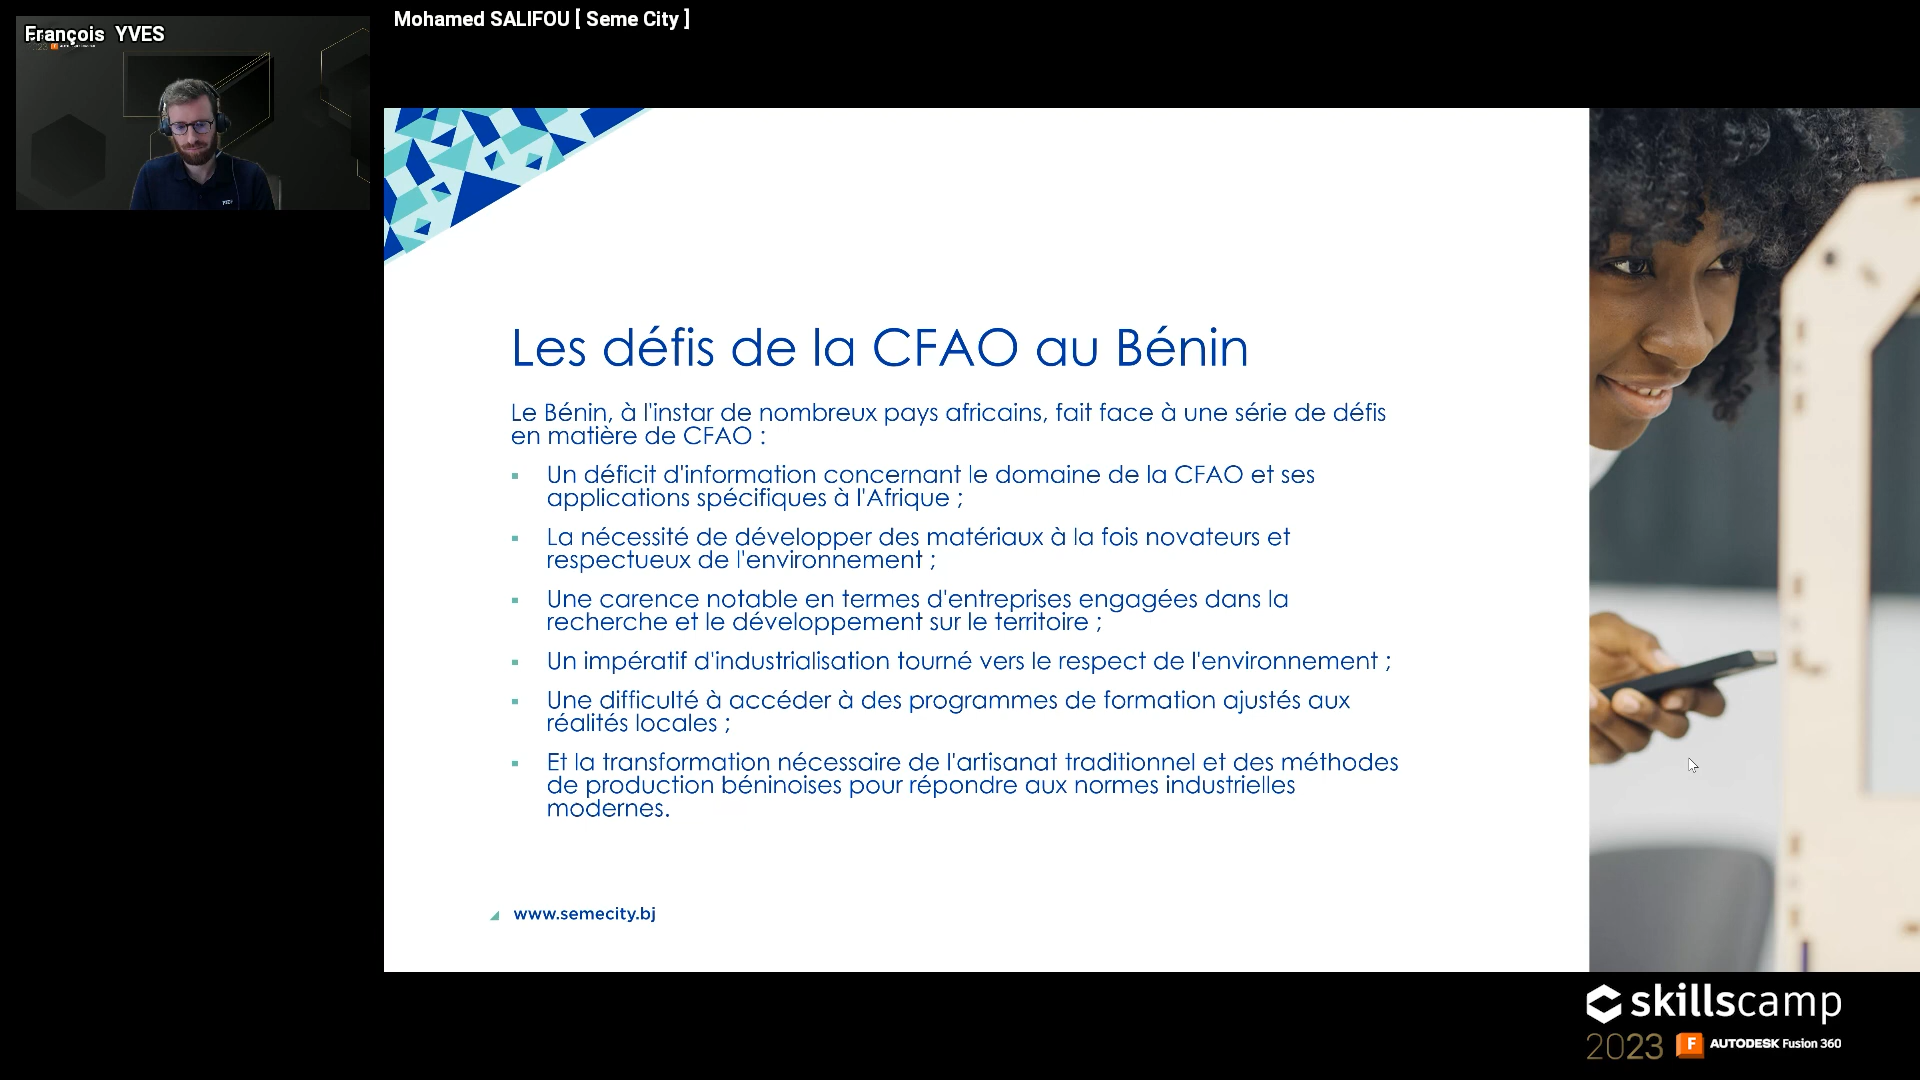 François YVES
Mohamed SALIFOU [ Seme City ]
Les défis de la CFAO au Bénin
Le Bénin, à l'instar de nombreux pays africains, fait face à une série de défis
en matière de CFAO :
Un déficit d'information concernant le domaine de la CFAO et ses
applications spécifiques à l'Afrique ;
La nécessité de développer des matériaux à la fois novateurs et
respectueux de l'environnement ;
Une carence notable en termes d'entreprises engagées dans la
recherche et le développement sur le territoire ;
Un impératif d'industrialisation tourné vers le respect de l'environnement ;
Une difficulté à accéder à des programmes de formation ajustés aux
réalités locales ;
Et la transformation nécessaire de l'artisanat traditionnel et des méthodes
de production béninoises pour répondre aux normes industrielles
modernes.
www.semecity.bj
skillscamp
2023 F AUTODESK Fusion 360